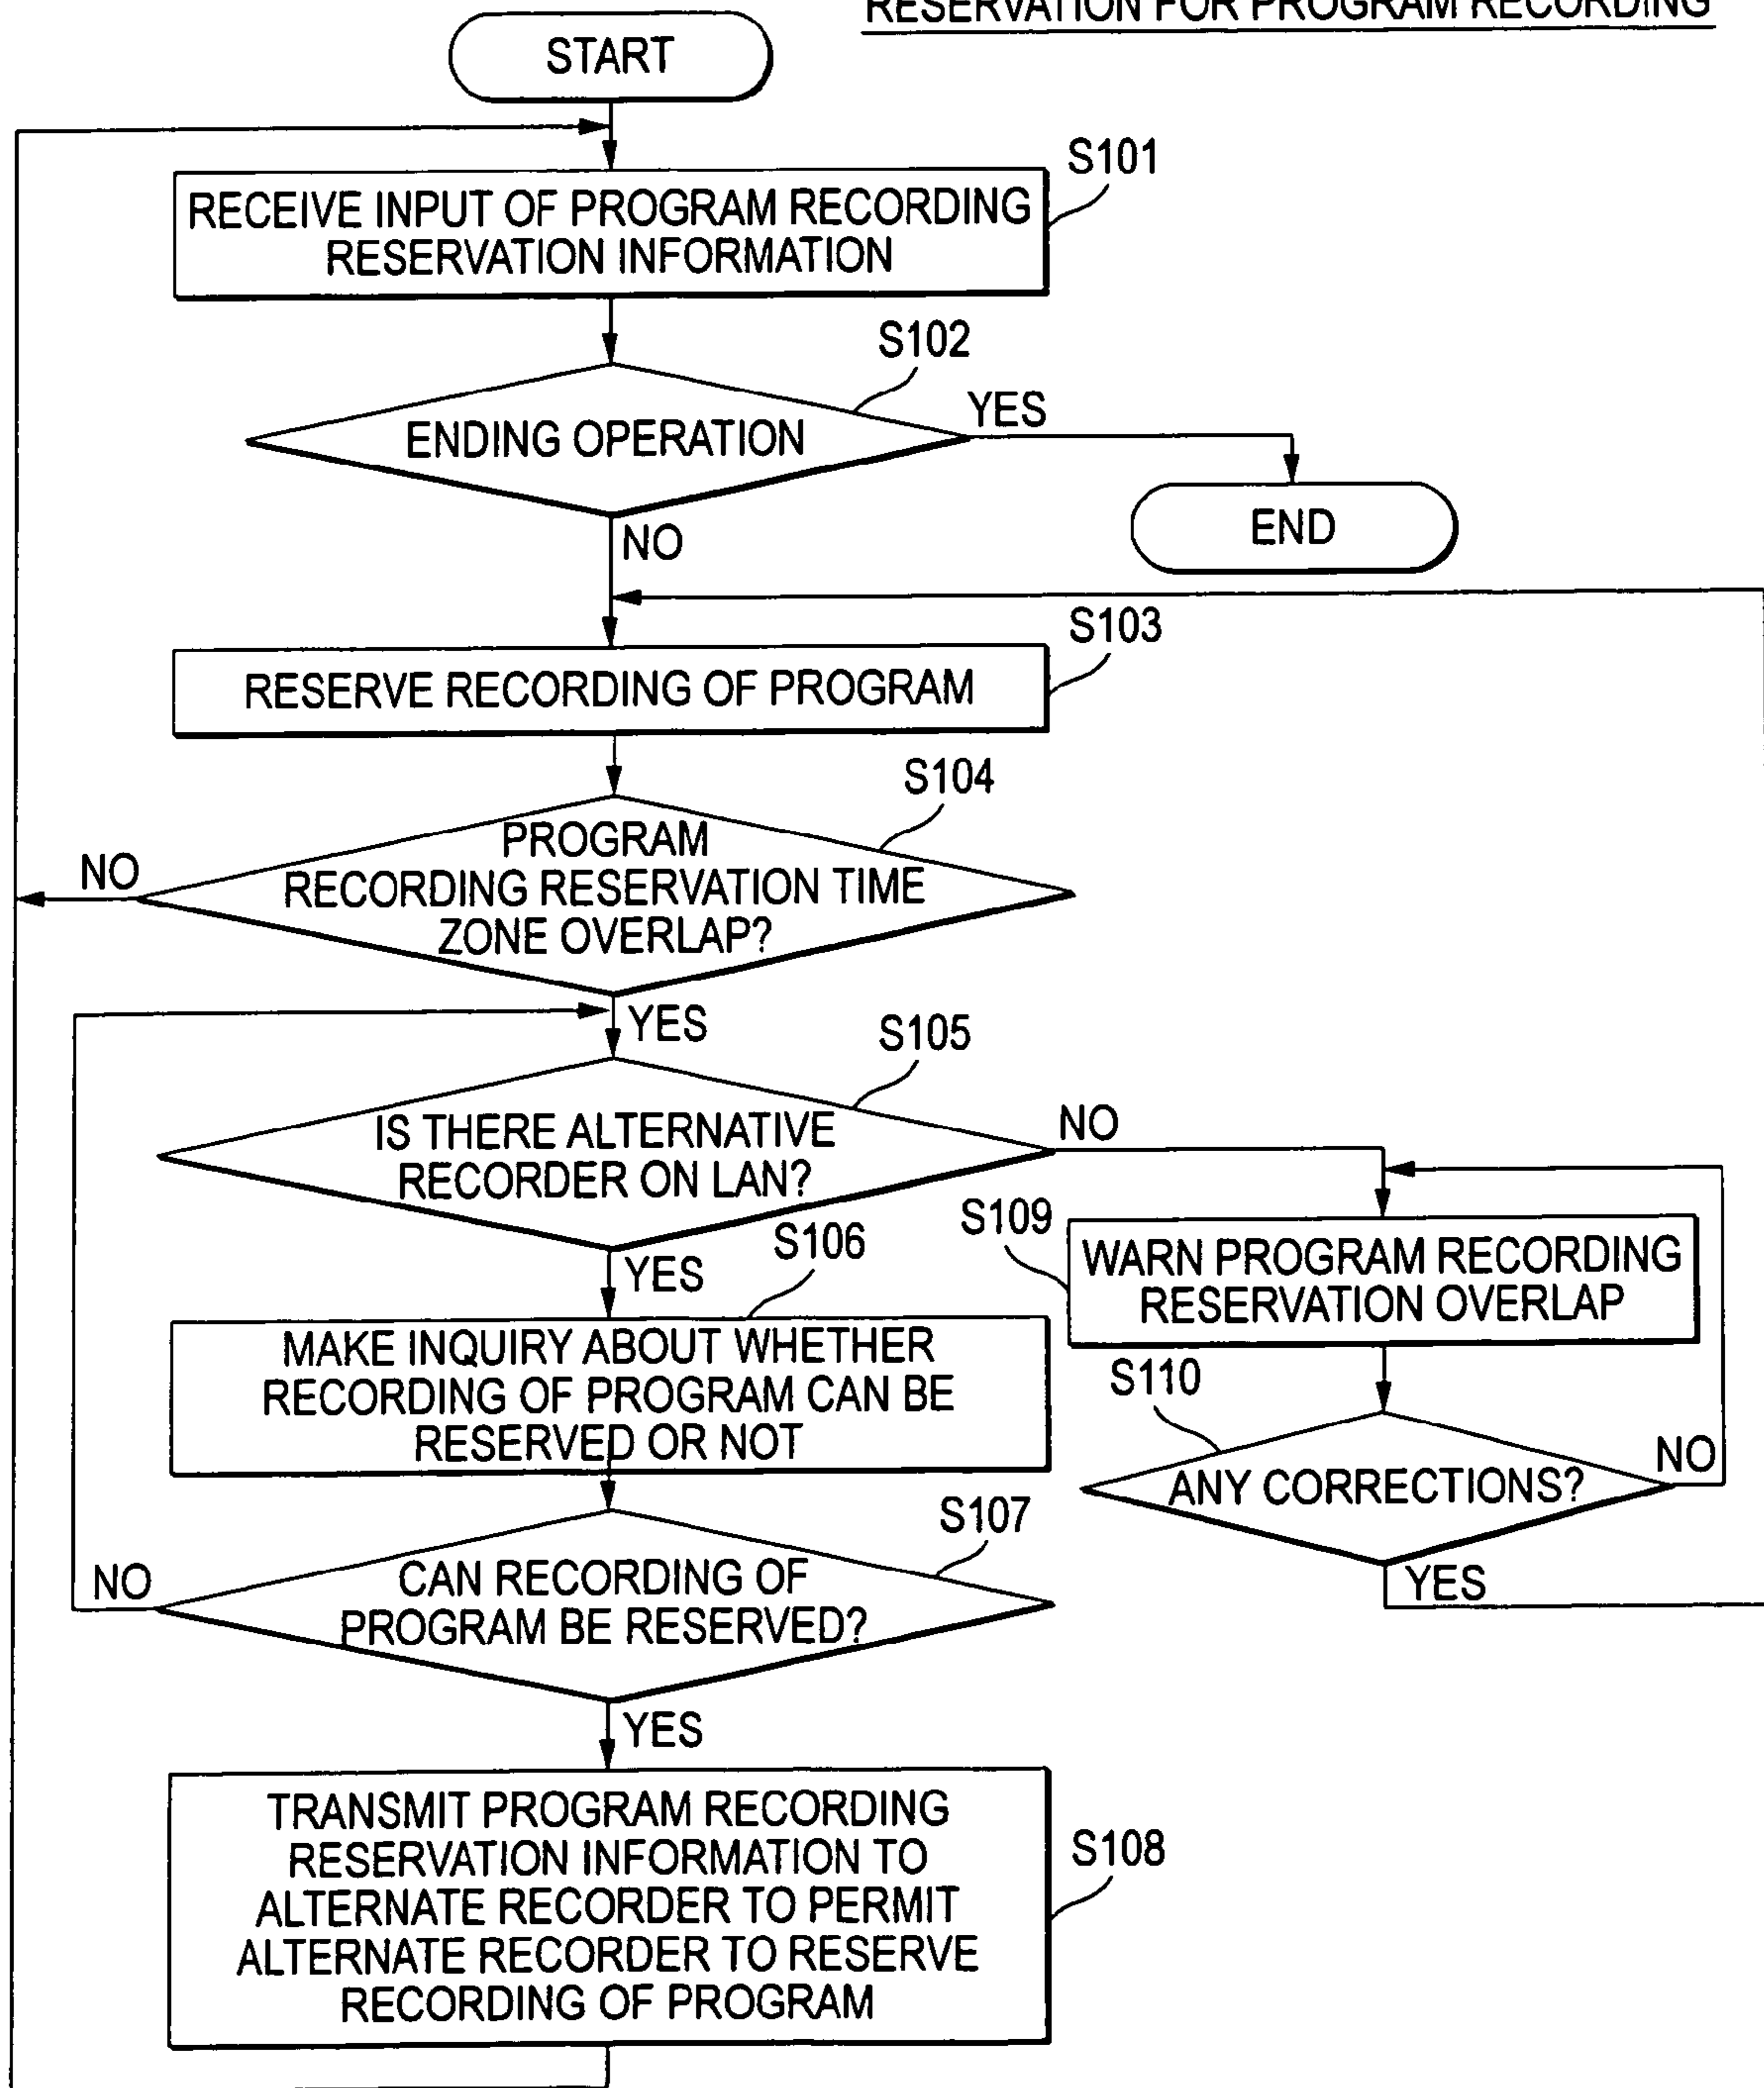 RESERVATION FOR PROGRAM RECORDING
START
S101
RECEIVE INPUT OF PROGRAM RECORDING
RESERVATION INFORMATION
S102
ENDING OPERATION
YES
END
NO
S103
RESERVE RECORDING OF PROGRAM
S104
PROGRAM
RECORDING RESERVATION TIME
ZONE OVERLAP?
NO
YES
S105
IS THERE ALTERNATIVE
RECORDER ON LAN?
NO
YES
S106
MAKE INQUIRY ABOUT WHETHER
RECORDING OF PROGRAM CAN BE
RESERVED OR NOT
S109
WARN PROGRAM RECORDING
RESERVATION OVERLAP
S110
ANY CORRECTIONS?
NO
YES
S107
CAN RECORDING OF
PROGRAM BE RESERVED?
NO
YES
S108
TRANSMIT PROGRAM RECORDING
RESERVATION INFORMATION TO
ALTERNATE RECORDER TO PERMIT
ALTERNATE RECORDER TO RESERVE
RECORDING OF PROGRAM